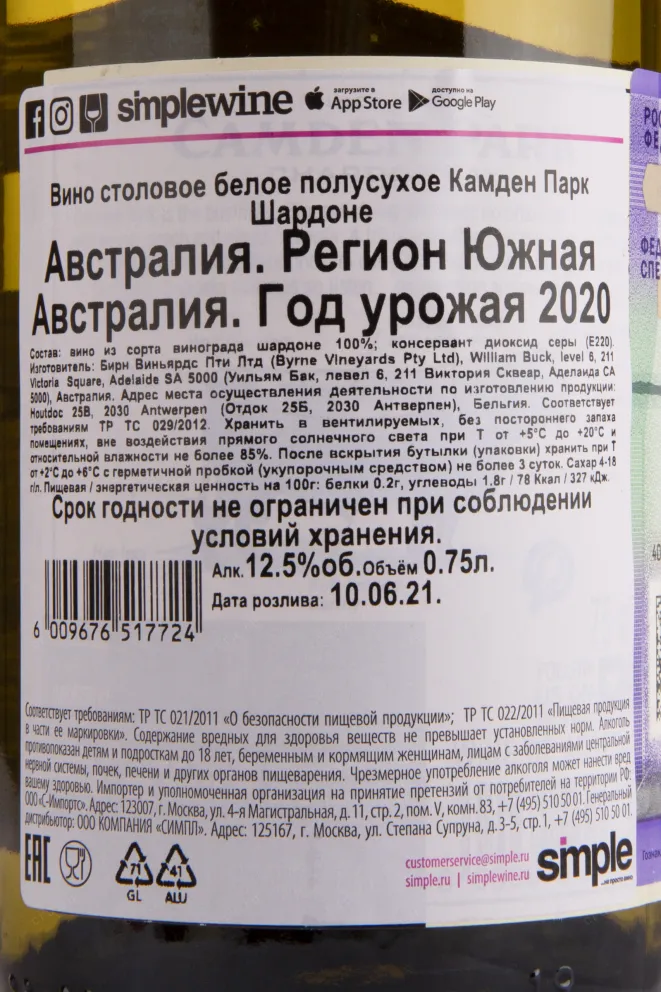 simplewine загрузите в App Store доступно на Google Play
Вино столовое белое полусухое Камден Парк
Шардоне
Австралия. Регион Южная
Австралия. Год урожая 2020
Состав: вино из сорта винограда шардоне 100%; консервант диоксид серы (E220).
Изготовитель: Бирн Виньярдс Пти Лтд (Byrne Vineyards Pty Ltd), William Buck, level 6, 211
Victoria Square, Adelaide SA 5000 (Уильям Бак, левел 6, 211 Виктория Сквеар, Аделаида СА
5000), Австралия. Адрес места осуществления деятельности по изготовлению продукции:
Houtdoc 25B, 2030 Antwerpen (Отдок 25Б, 2030 Антверпен), Бельгия. Соответствует
требованиям ТР ТС 029/2012. Хранить в вентилируемых, без постороннего запаха
помещениях, вне воздействия прямого солнечного света при Т от +5°C до +20°C и
относительной влажности не более 85%. После вскрытия бутылки (упаковки) хранить при Т
от +2°C до +6°C с герметичной пробкой (укупорочным средством) не более 3 суток. Сахар 4-18
г/л. Пищевая / энергетическая ценность на 100г: белки 0.2г, углеводы 1.8г / 78 Ккал / 327 кДж.
Срок годности не ограничен при соблюдении
условий хранения.
Алк. 12.5%об. Объём 0.75л.
Дата розлива: 10.06.21.
6 009676 517724
Соответствует требованиям: ТР ТС 021/2011 «О безопасности пищевой продукции»; ТР ТС 022/2011 «Пищевая продукция
в части ее маркировки». Содержание вредных для здоровья веществ не превышает установленных норм. Алкоголь
противопоказан детям и подросткам до 18 лет, беременным и кормящим женщинам, лицам с заболеваниями центральной
нервной системы, почек, печени и других органов пищеварения. Чрезмерное употребление алкоголя может нанести вред
вашему здоровью. Импортер и уполномоченная организация на принятие претензий от потребителей на территории РФ:
ООО «С-Импортс». Адрес: 123007, г. Москва, ул. 4-я Магистральная, д. 11, стр. 2, пом. V, комн. 83, +7 (495) 510 50 01. Генеральный
дистрибьютор: ООО КОМПАНИЯ «СИМПЛ». Адрес: 125167, г. Москва, ул. Степана Супруна, д. 3-5, стр. 1, +7 (495) 510 50 01.
EAC
71
GL
41
ALU
customerservice@simple.ru
simple.ru | simplewine.ru
simple
...не просто вино
РОС
ФЕД
ФЕД
СПЕ